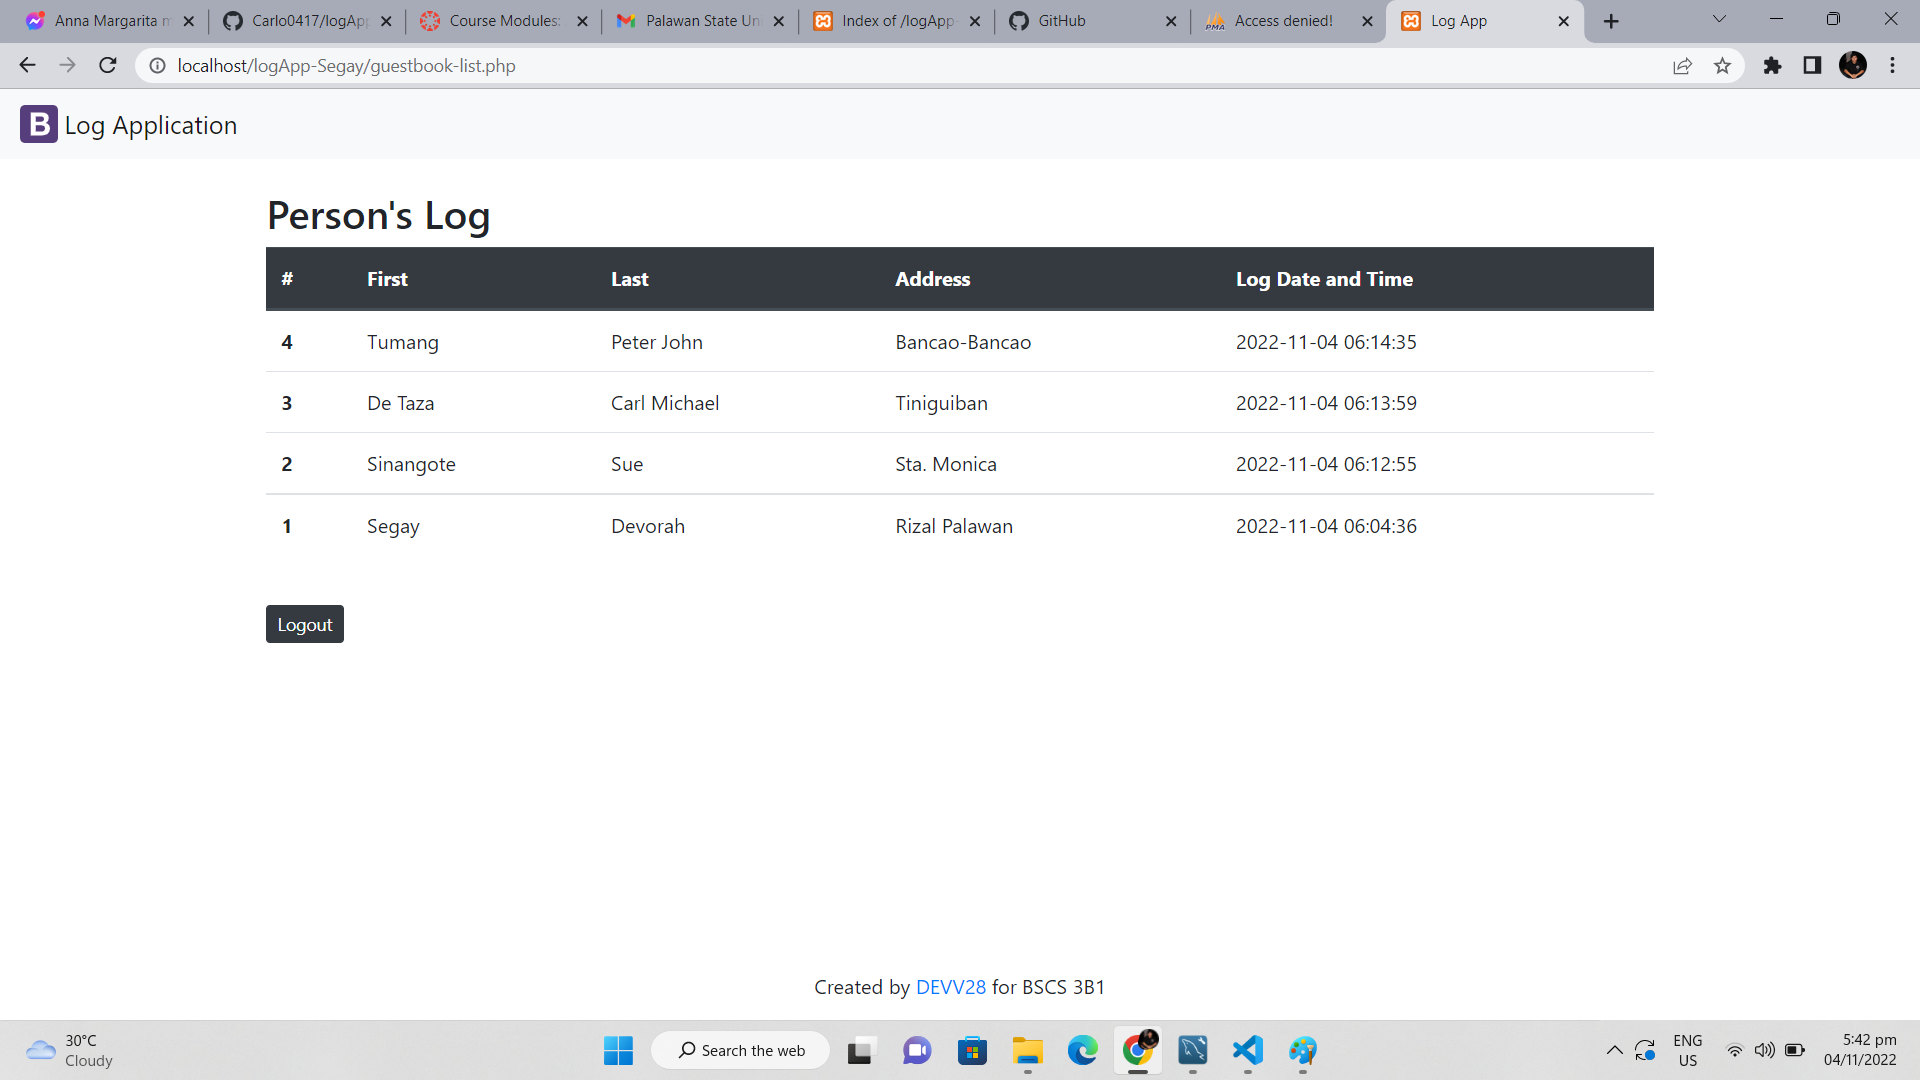 Anna Margarita m
Carlo0417/logApp
Course Modules:
Palawan State Un
Index of /logApp-
GitHub
PMA
Access denied!
Log App
localhost/logApp-Segay/guestbook-list.php
B Log Application
Person's Log
# First Last Address Log Date and Time
4 Tumang Peter John Bancao-Bancao 2022-11-04 06:14:35
3 De Taza Carl Michael Tiniguiban 2022-11-04 06:13:59
2 Sinangote Sue Sta. Monica 2022-11-04 06:12:55
1 Segay Devorah Rizal Palawan 2022-11-04 06:04:36
Logout
Created by DEVV28 for BSCS 3B1
30°C
Cloudy
Search the web
ENG
US
5:42 pm
04/11/2022